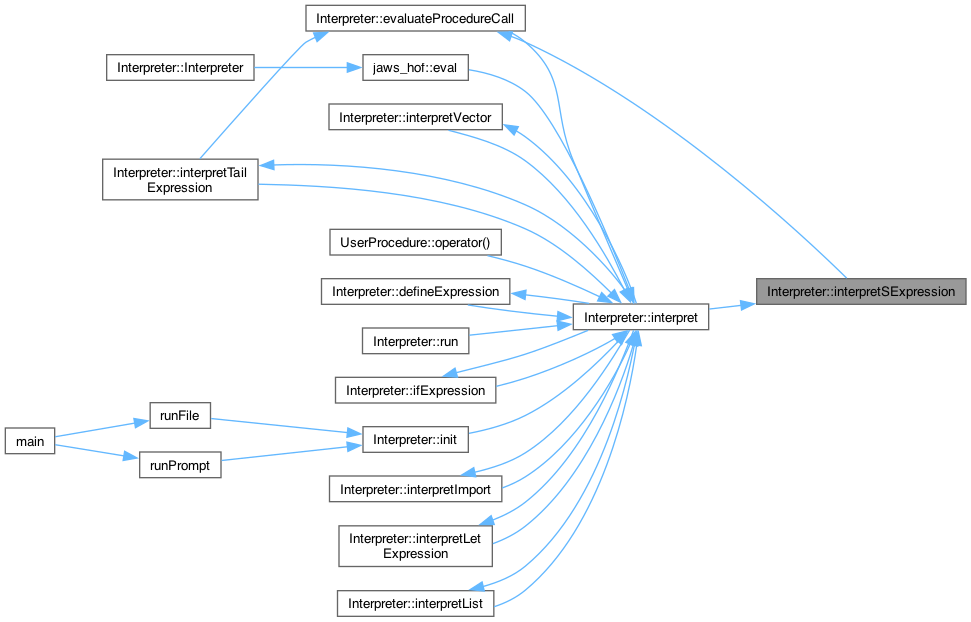 Interpreter::evaluateProcedureCall
Interpreter::Interpreter
jaws_hof::eval
Interpreter::interpretVector
Interpreter::interpretTail
Expression
UserProcedure::operator()
Interpreter::defineExpression
Interpreter::interpretSExpression
Interpreter::interpret
Interpreter::run
Interpreter::ifExpression
runFile
main
Interpreter::init
runPrompt
Interpreter::interpretImport
Interpreter::interpretLet
Expression
Interpreter::interpretList